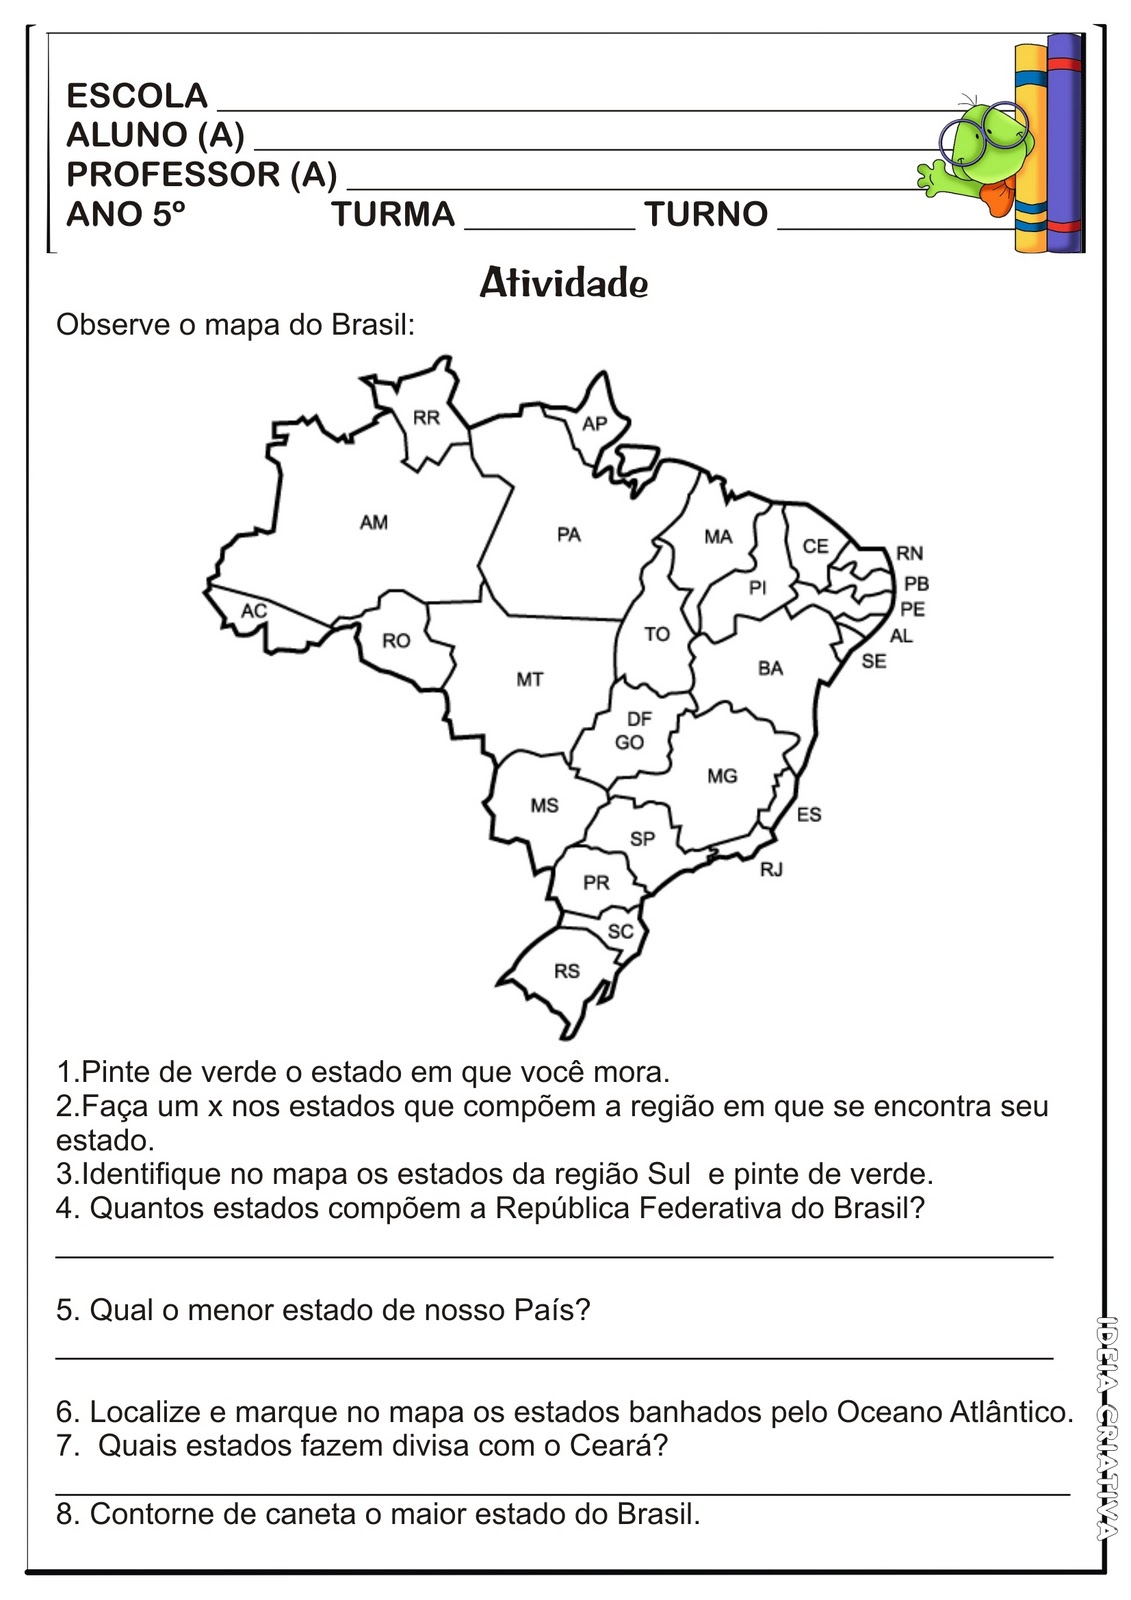 ESCOLA
ALUNO (A)
PROFESSOR (A)
ANO 5º TURMA TURNO
Atividade
Observe o mapa do Brasil:
RR
AP
AM
PA
MA
CE
RN
PI
PB
PE
AC
RO
TO
AL
SE
BA
MT
DF
GO
MG
MS
ES
SP
RJ
PR
SC
RS
1.Pinte de verde o estado em que você mora.
2.Faça um x nos estados que compõem a região em que se encontra seu
estado.
3.Identifique no mapa os estados da região Sul e pinte de verde.
4. Quantos estados compõem a República Federativa do Brasil?
5. Qual o menor estado de nosso País?
6. Localize e marque no mapa os estados banhados pelo Oceano Atlântico.
7. Quais estados fazem divisa com o Ceará?
8. Contorne de caneta o maior estado do Brasil.
IDEIA CRIATIVA